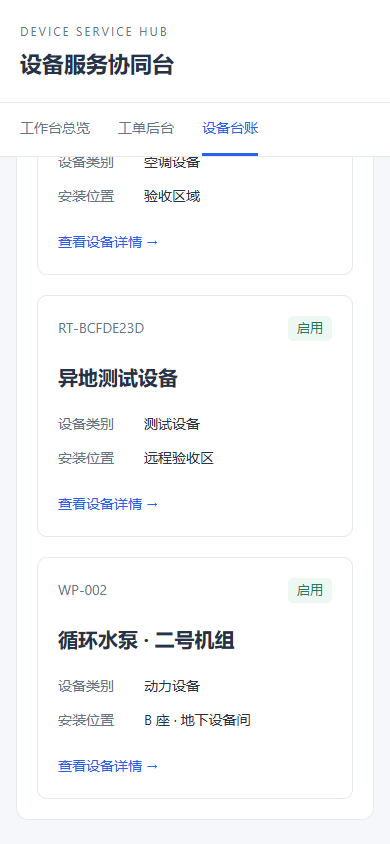 DEVICE SERVICE HUB
设备服务协同台
工作台总览 工单后台 设备台账
设备类别 空调设备
安装位置 验收区域
查看设备详情 →
RT-BCFDE23D 启用
异地测试设备
设备类别 测试设备
安装位置 远程验收区
查看设备详情 →
WP-002 启用
循环水泵 · 二号机组
设备类别 动力设备
安装位置 B 座 · 地下设备间
查看设备详情 →